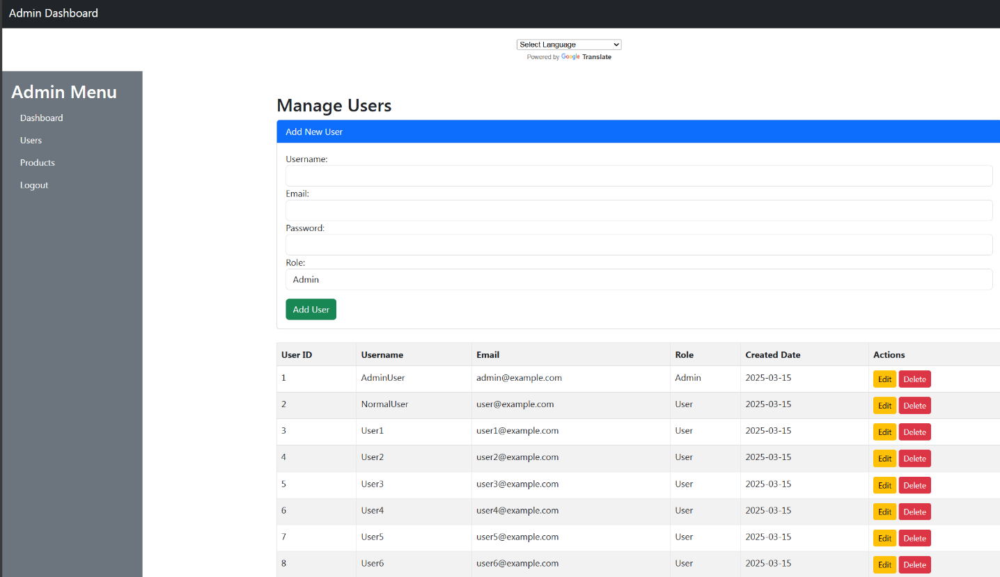 Admin Dashboard
Select Language
Powered by Google Translate
Admin Menu
Dashboard
Users
Products
Logout
Manage Users
Add New User
Username:
Email:
Password:
Role:
Admin
Add User
User ID Username Email Role Created Date Actions
1 AdminUser admin@example.com Admin 2025-03-15 Edit Delete
2 NormalUser user@example.com User 2025-03-15 Edit Delete
3 User1 user1@example.com User 2025-03-15 Edit Delete
4 User2 user2@example.com User 2025-03-15 Edit Delete
5 User3 user3@example.com User 2025-03-15 Edit Delete
6 User4 user4@example.com User 2025-03-15 Edit Delete
7 User5 user5@example.com User 2025-03-15 Edit Delete
8 User6 user6@example.com User 2025-03-15 Edit Delete